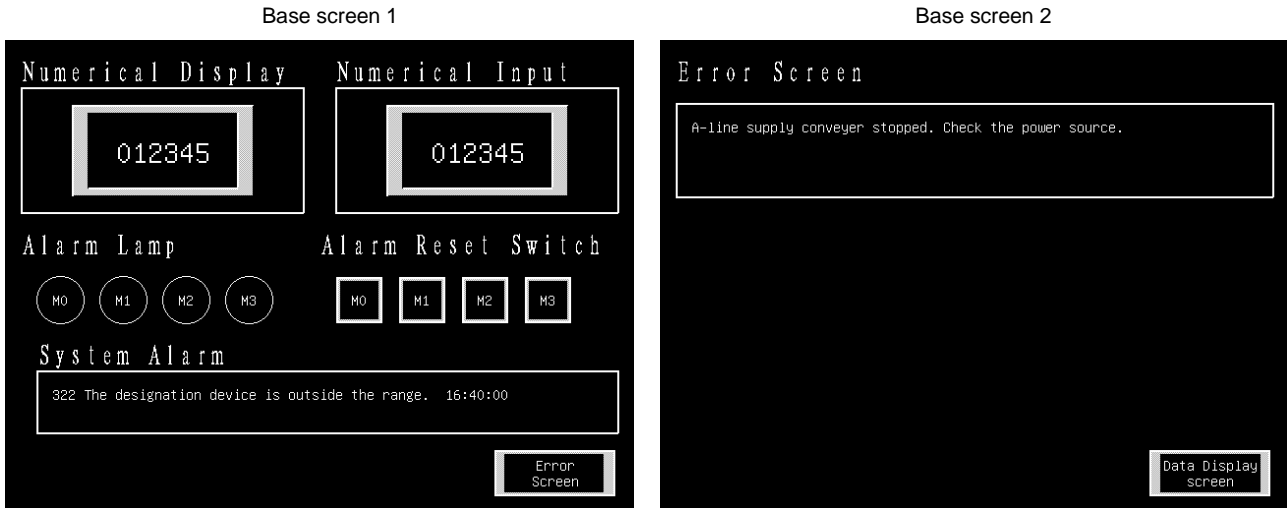 Base screen 1
Numerical Display
Numerical Input
012345
012345
Alarm Lamp
Alarm Reset Switch
M0 M1 M2 M3
M0 M1 M2 M3
System Alarm
322 The designation device is outside the range. 16:40:00
Error
Screen
Base screen 2
Error Screen
A-line supply conveyer stopped. Check the power source.
Data Display
screen